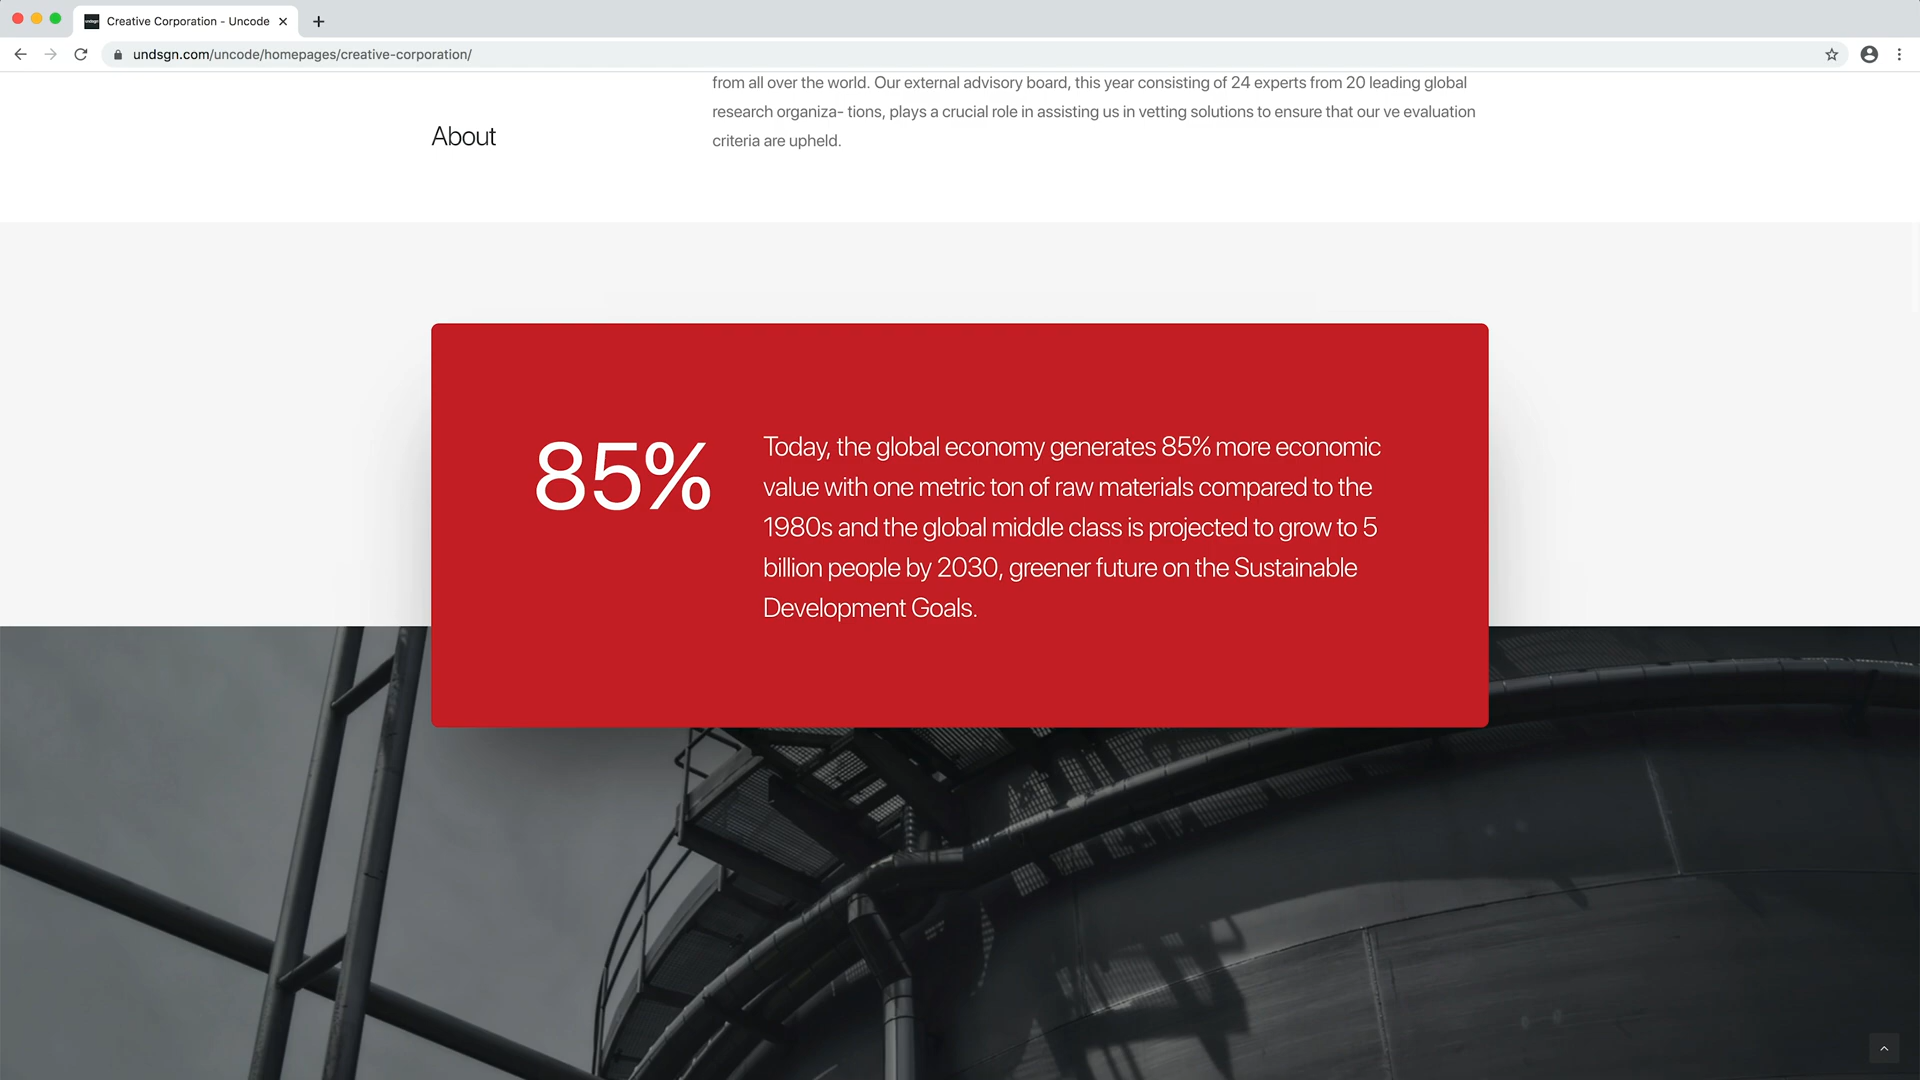 Creative Corporation - Uncode
undsgn.com/uncode/homepages/creative-corporation/
from all over the world. Our external advisory board, this year consisting of 24 experts from 20 leading global
research organiza- tions, plays a crucial role in assisting us in vetting solutions to ensure that our ve evaluation
criteria are upheld.
About
85%
Today, the global economy generates 85% more economic
value with one metric ton of raw materials compared to the
1980s and the global middle class is projected to grow to 5
billion people by 2030, greener future on the Sustainable
Development Goals.